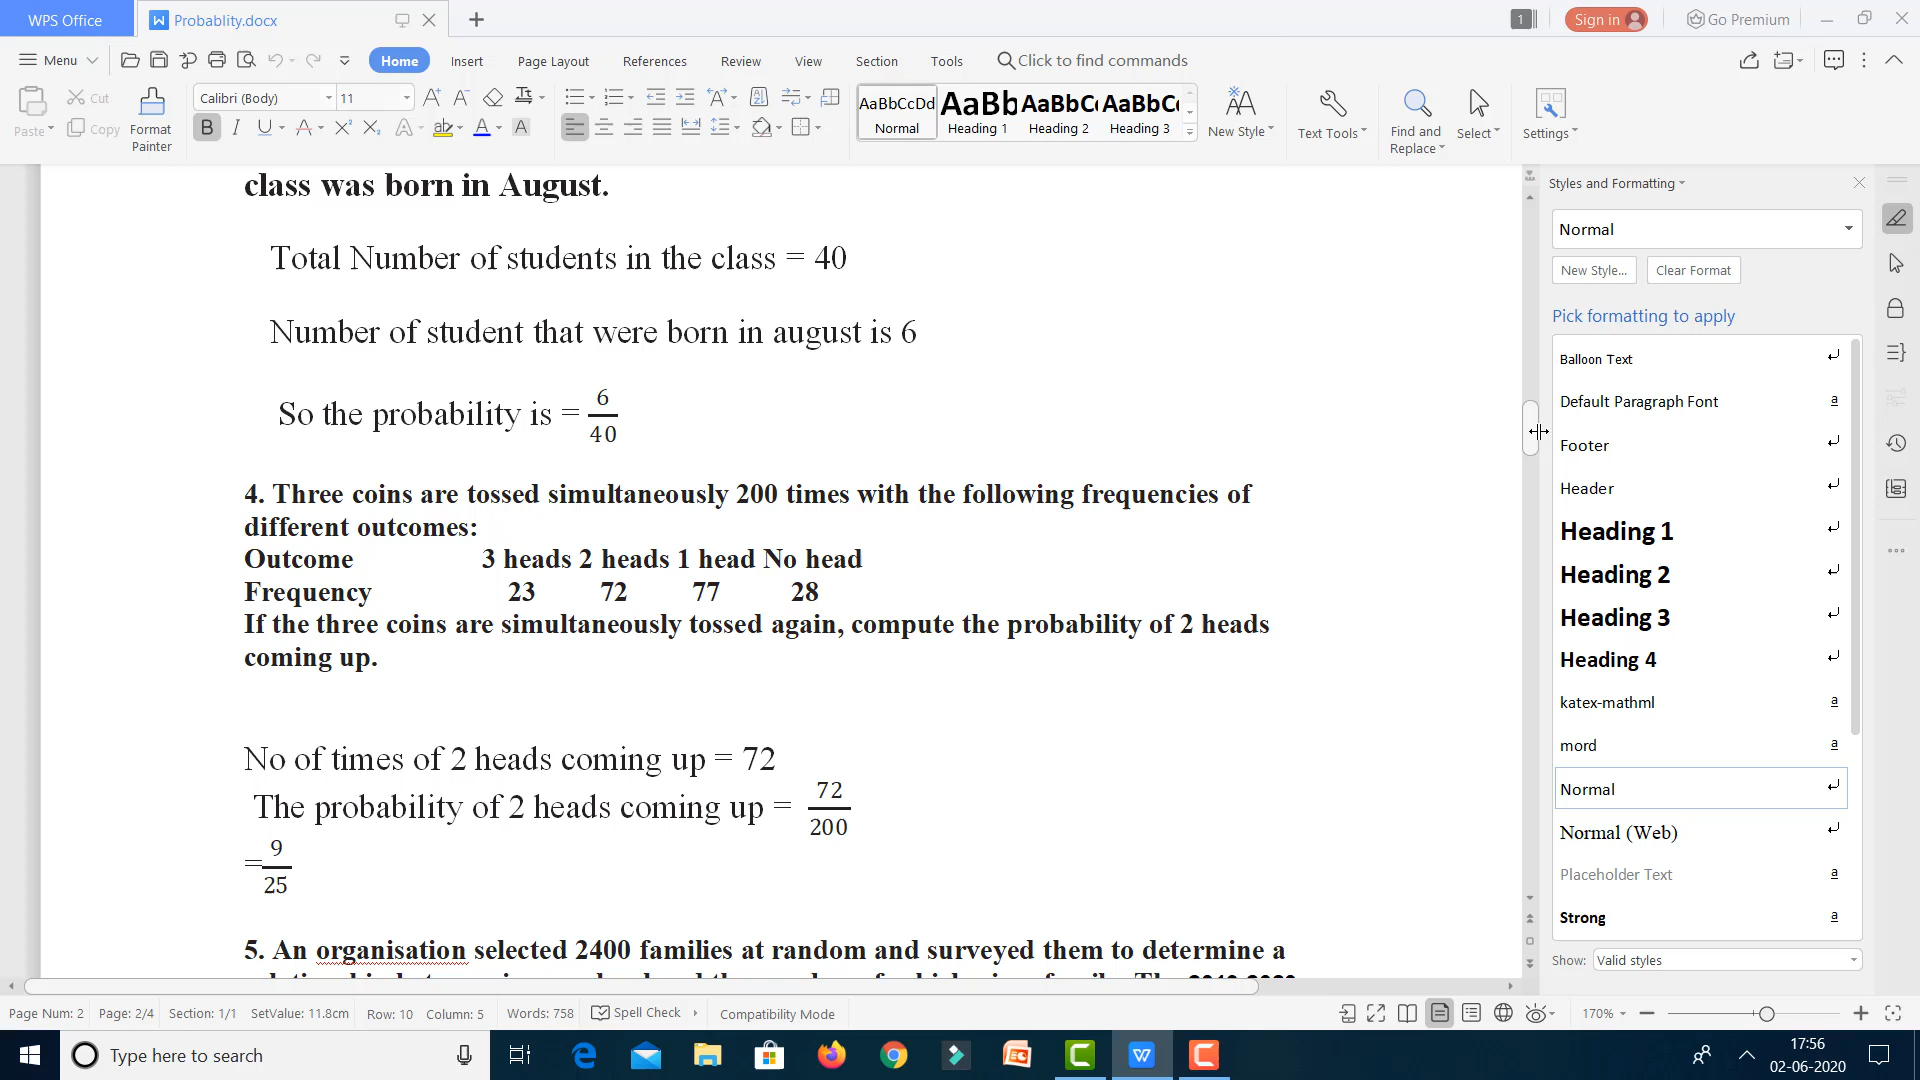 WPS Office
Probablity.docx
1
Sign in
Go Premium
Menu
Home
Insert
Page Layout
References
Review
View
Section
Tools
Click to find commands
Paste
Cut
Copy
Format Painter
Calibri (Body)
11
AaBbCcDd
Normal
AaBb
Heading 1
AaBbC
Heading 2
AaBbC
Heading 3
New Style
Text Tools
Find and Replace
Select
Settings
class was born in August.
Total Number of students in the class = 40
Number of student that were born in august is 6
So the probability is = 6/40
4. Three coins are tossed simultaneously 200 times with the following frequencies of
different outcomes:
Outcome 3 heads 2 heads 1 head No head
Frequency 23 72 77 28
If the three coins are simultaneously tossed again, compute the probability of 2 heads
coming up.
No of times of 2 heads coming up = 72
The probability of 2 heads coming up = 72/200
=9/25
5. An organisation selected 2400 families at random and surveyed them to determine a
Styles and Formatting
Normal
New Style...
Clear Format
Pick formatting to apply
Balloon Text
Default Paragraph Font
Footer
Header
Heading 1
Heading 2
Heading 3
Heading 4
katex-mathml
mord
Normal
Normal (Web)
Placeholder Text
Strong
Show: Valid styles
Page Num: 2
Page: 2/4
Section: 1/1
SetValue: 11.8cm
Row: 10
Column: 5
Words: 758
Spell Check
Compatibility Mode
170%
Type here to search
17:56
02-06-2020